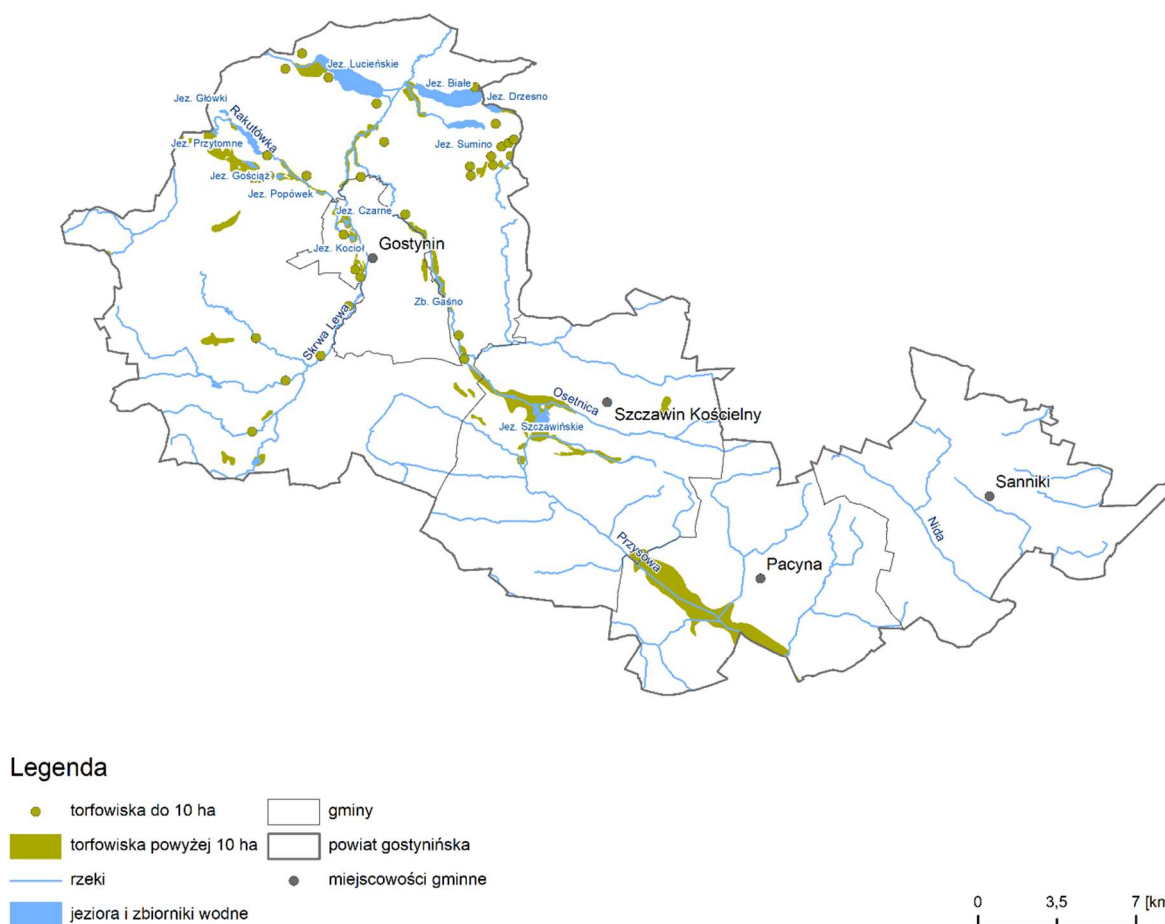 Jez. Lucieńskie
Jez. Białe
Jez. Drzesno
Jez. Główki
Rakutówka
Jez. Przytomne
Jez. Sumino
Jez. Gościąż
Jez. Popówek
Jez. Czarne
Jez. Kocioł
Gostynin
Zb. Gaśno
Skrwa Lewa
Osetnica
Szczawin Kościelny
Jez. Szczawińskie
Sanniki
Nida
Przysowa
Pacyna
Legenda
torfowiska do 10 ha
gminy
torfowiska powyżej 10 ha
powiat gostynińska
rzeki
miejscowości gminne
jeziora i zbiorniki wodne
0 3,5 7 [km